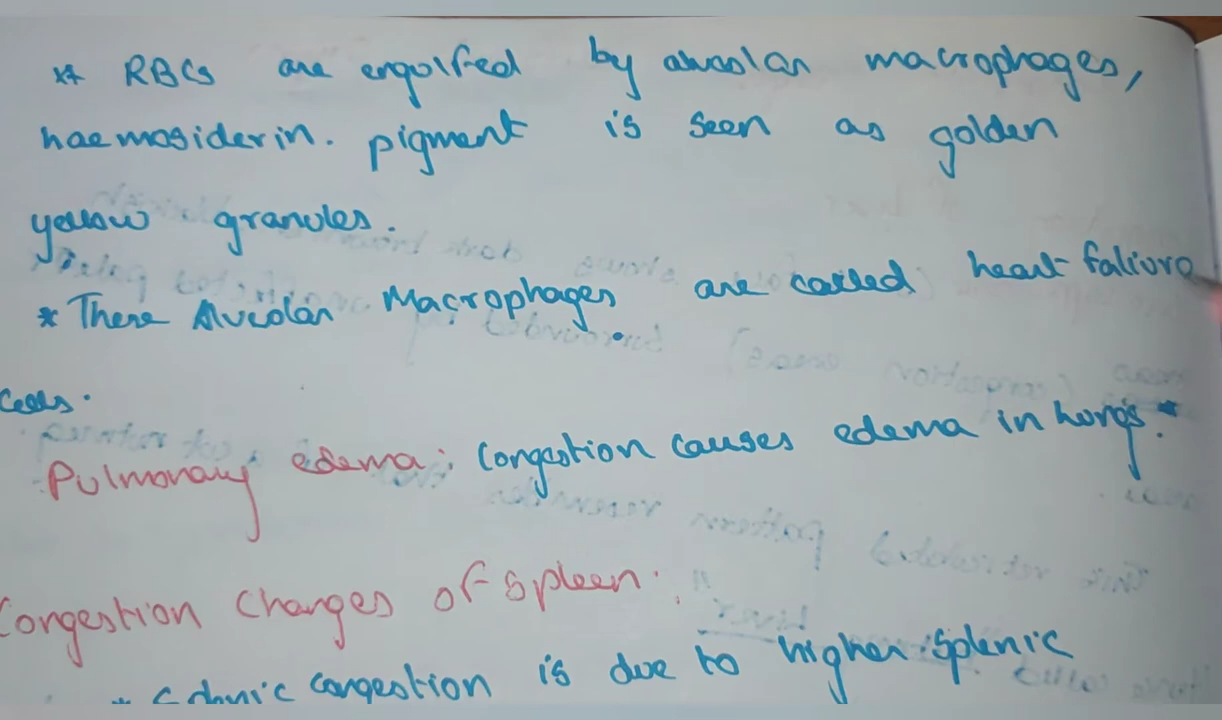 ** RBCs are engulfed by alveolar macrophages,
haemosiderin. pigment is seen as golden
yellow granules.
* These Alveolar Macrophages are called heart faliure
cells.
Pulmonary edema: Congestion causes edema in lungs.
Congestion Changes of Spleen:
* Splenic congestion is due to higher splenic